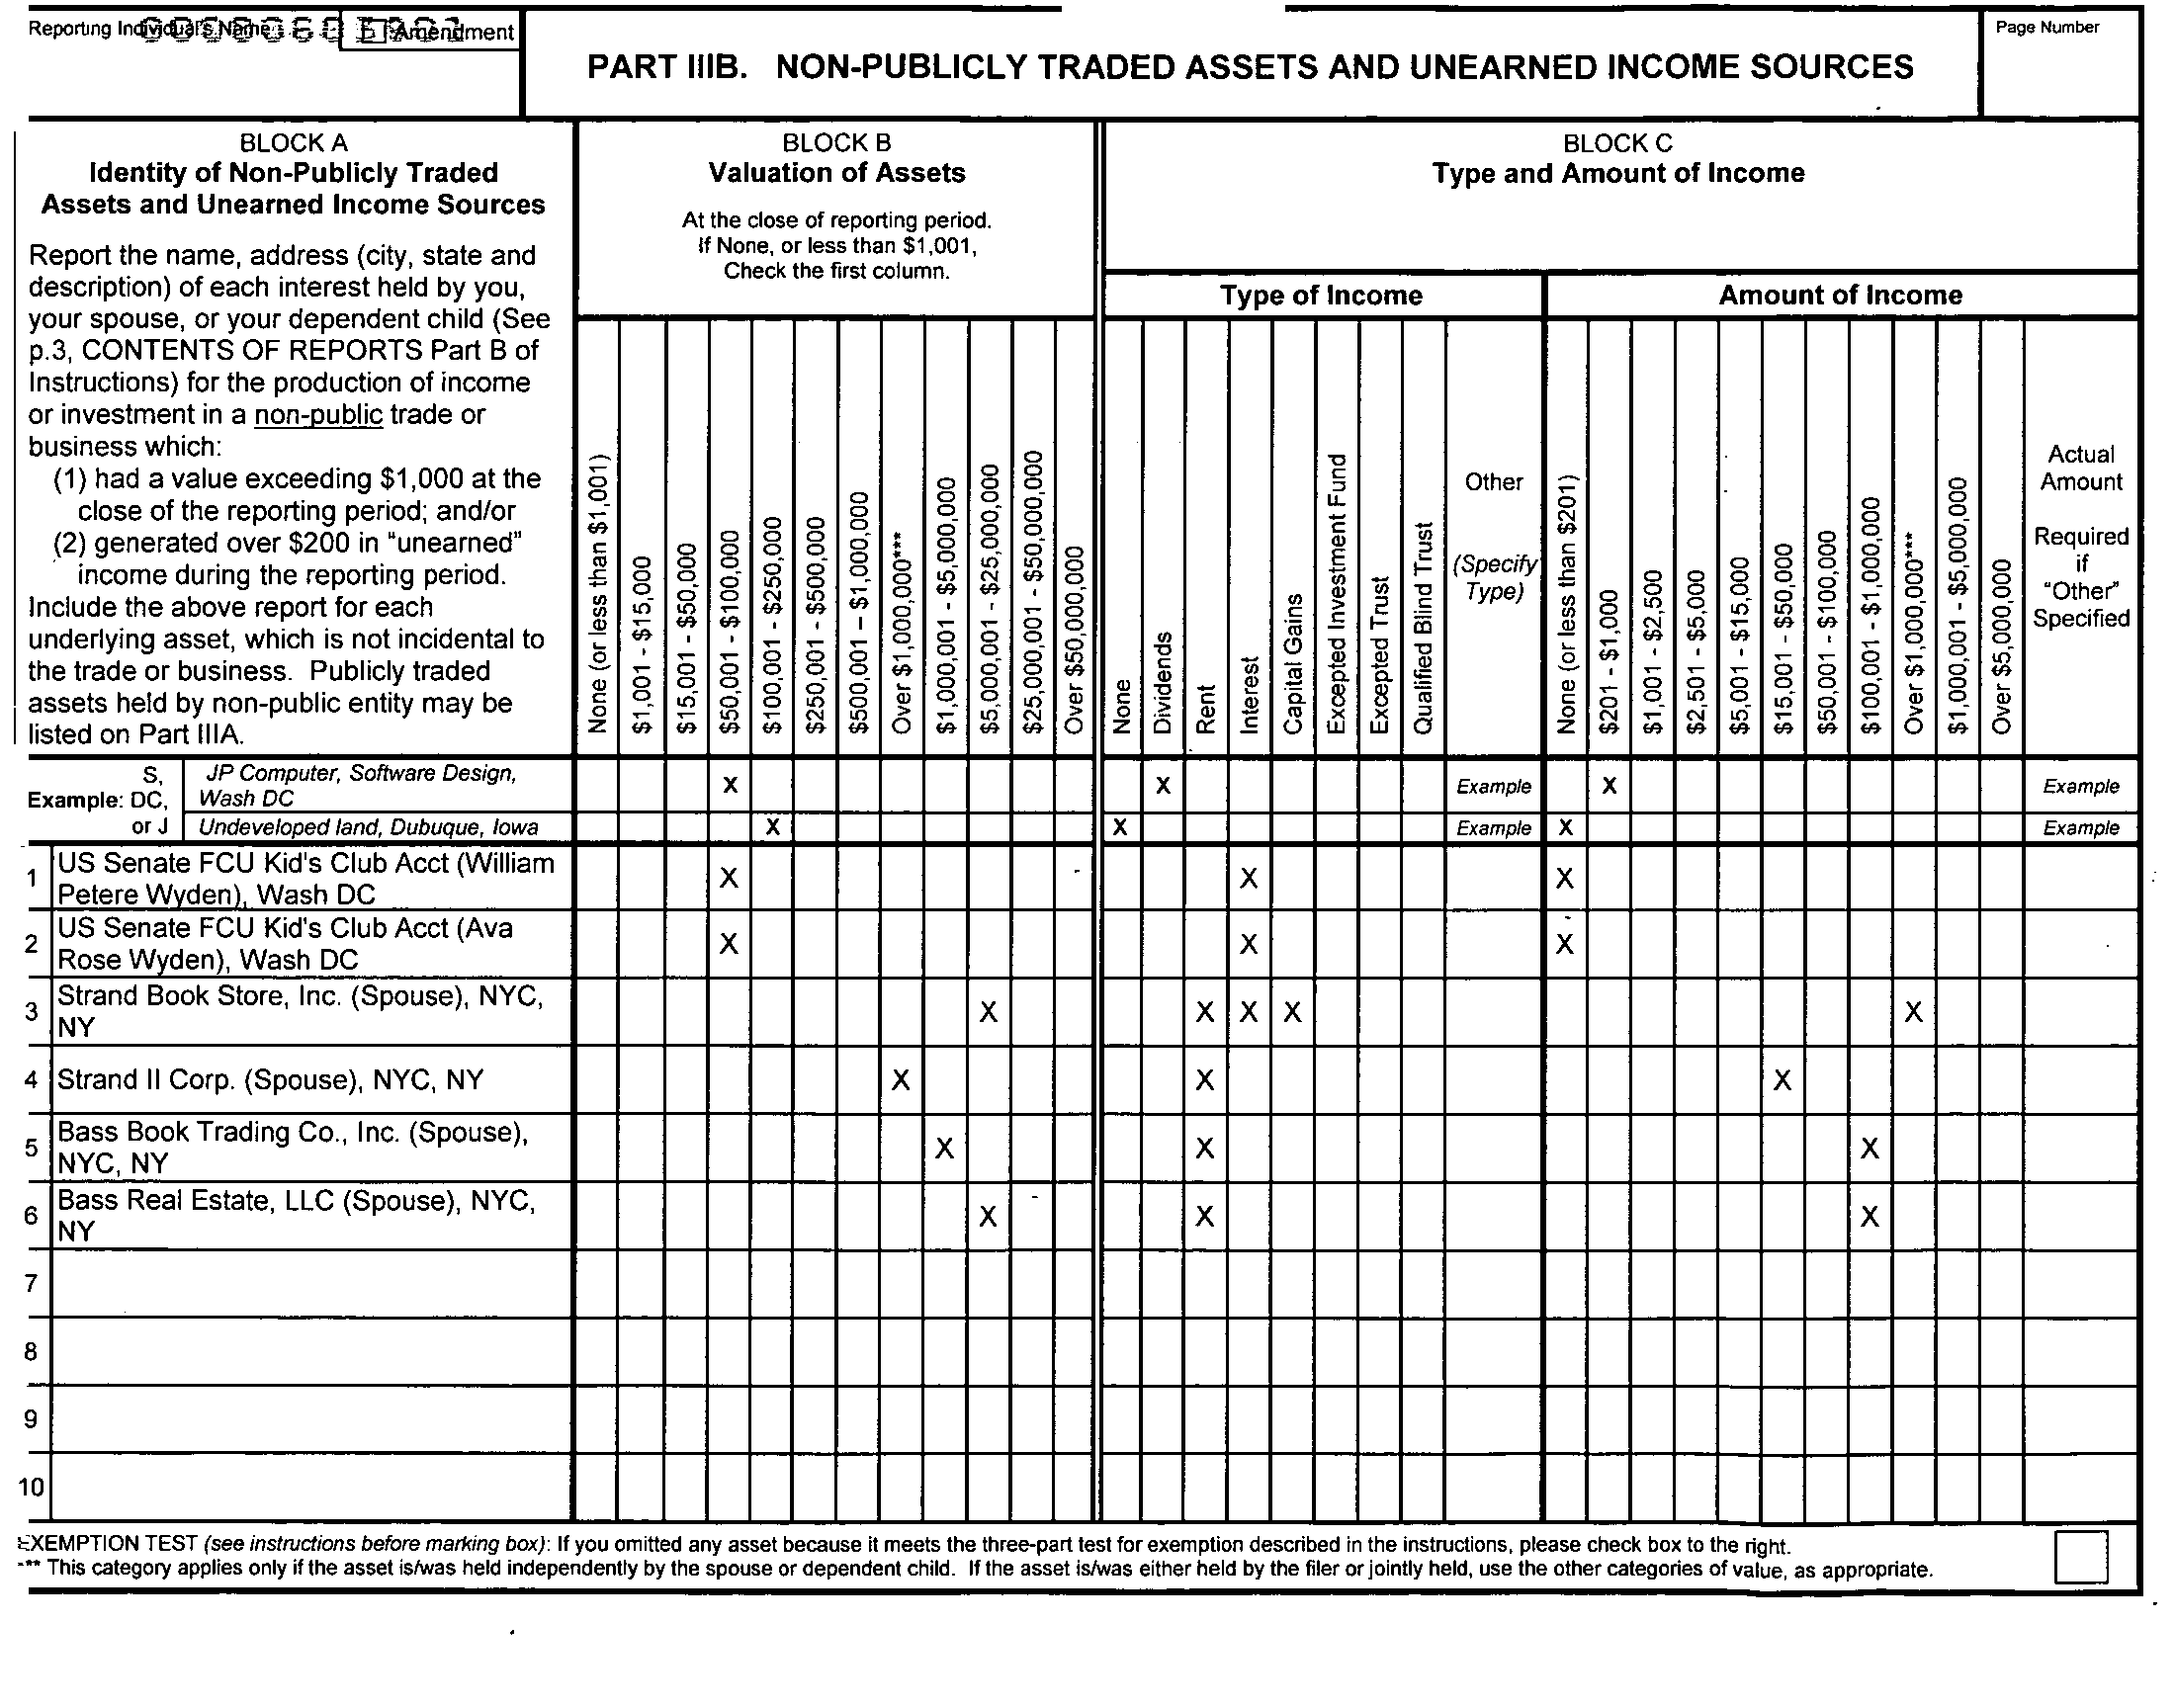 Reporting Individual's Name
Amendment
PART IIIB. NON-PUBLICLY TRADED ASSETS AND UNEARNED INCOME SOURCES
Page Number
BLOCK A
Identity of Non-Publicly Traded
Assets and Unearned Income Sources
Report the name, address (city, state and
description) of each interest held by you,
your spouse, or your dependent child (See
p.3, CONTENTS OF REPORTS Part B of
Instructions) for the production of income
or investment in a non-public trade or
business which:
(1) had a value exceeding $1,000 at the
close of the reporting period; and/or
(2) generated over $200 in "unearned"
income during the reporting period.
Include the above report for each
underlying asset, which is not incidental to
the trade or business. Publicly traded
assets held by non-public entity may be
listed on Part IIIA.
BLOCK B
Valuation of Assets
At the close of reporting period.
If None, or less than $1,001,
Check the first column.
None (or less than $1,001)
$1,001 - $15,000
$15,001 - $50,000
$50,001 - $100,000
$100,001 - $250,000
$250,001 - $500,000
$500,001 – $1,000,000
Over $1,000,000***
$1,000,001 - $5,000,000
$5,000,001 - $25,000,000
$25,000,001 - $50,000,000
Over $50,000,000
BLOCK C
Type and Amount of Income
Type of Income
None
Dividends
Rent
Interest
Capital Gains
Excepted Investment Fund
Excepted Trust
Qualified Blind Trust
Other
(Specify
Type)
Amount of Income
None (or less than $201)
$201 - $1,000
$1,001 - $2,500
$2,501 - $5,000
$5,001 - $15,000
$15,001 - $50,000
$50,001 - $100,000
$100,001 - $1,000,000
Over $1,000,000***
$1,000,001 - $5,000,000
Over $5,000,000
Actual
Amount
Required
if
"Other"
Specified
S,
Example: DC,
or J
JP Computer, Software Design,
Wash DC
X X Example X Example
Undeveloped land, Dubuque, Iowa X X Example X Example
1 US Senate FCU Kid's Club Acct (William
Petere Wyden), Wash DC
X X X
2 US Senate FCU Kid's Club Acct (Ava
Rose Wyden), Wash DC
X X X
3 Strand Book Store, Inc. (Spouse), NYC,
NY
X X X X X
4 Strand II Corp. (Spouse), NYC, NY X X X
5 Bass Book Trading Co., Inc. (Spouse),
NYC, NY
X X X
6 Bass Real Estate, LLC (Spouse), NYC,
NY
X X X
7
8
9
10
EXEMPTION TEST (see instructions before marking box): If you omitted any asset because it meets the three-part test for exemption described in the instructions, please check box to the right.
*** This category applies only if the asset is/was held independently by the spouse or dependent child. If the asset is/was either held by the filer or jointly held, use the other categories of value, as appropriate.